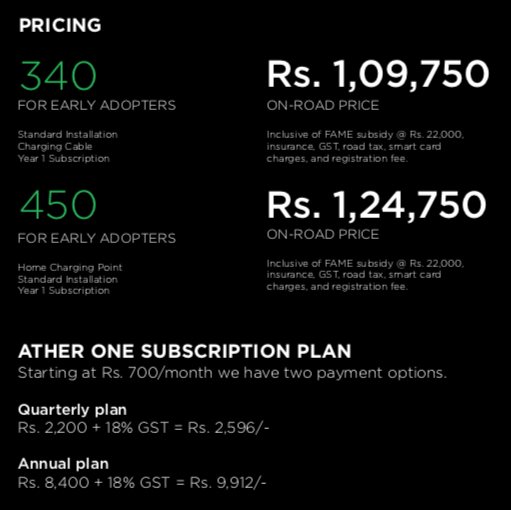 PRICING
340
FOR EARLY ADOPTERS
Standard Installation
Charging Cable
Year 1 Subscription
Rs. 1,09,750
ON-ROAD PRICE
Inclusive of FAME subsidy @ Rs. 22,000,
insurance, GST, road tax, smart card
charges, and registration fee.
450
FOR EARLY ADOPTERS
Home Charging Point
Standard Installation
Year 1 Subscription
Rs. 1,24,750
ON-ROAD PRICE
Inclusive of FAME subsidy @ Rs. 22,000,
insurance, GST, road tax, smart card
charges, and registration fee.
ATHER ONE SUBSCRIPTION PLAN
Starting at Rs. 700/month we have two payment options.
Quarterly plan
Rs. 2,200 + 18% GST = Rs. 2,596/-
Annual plan
Rs. 8,400 + 18% GST = Rs. 9,912/-